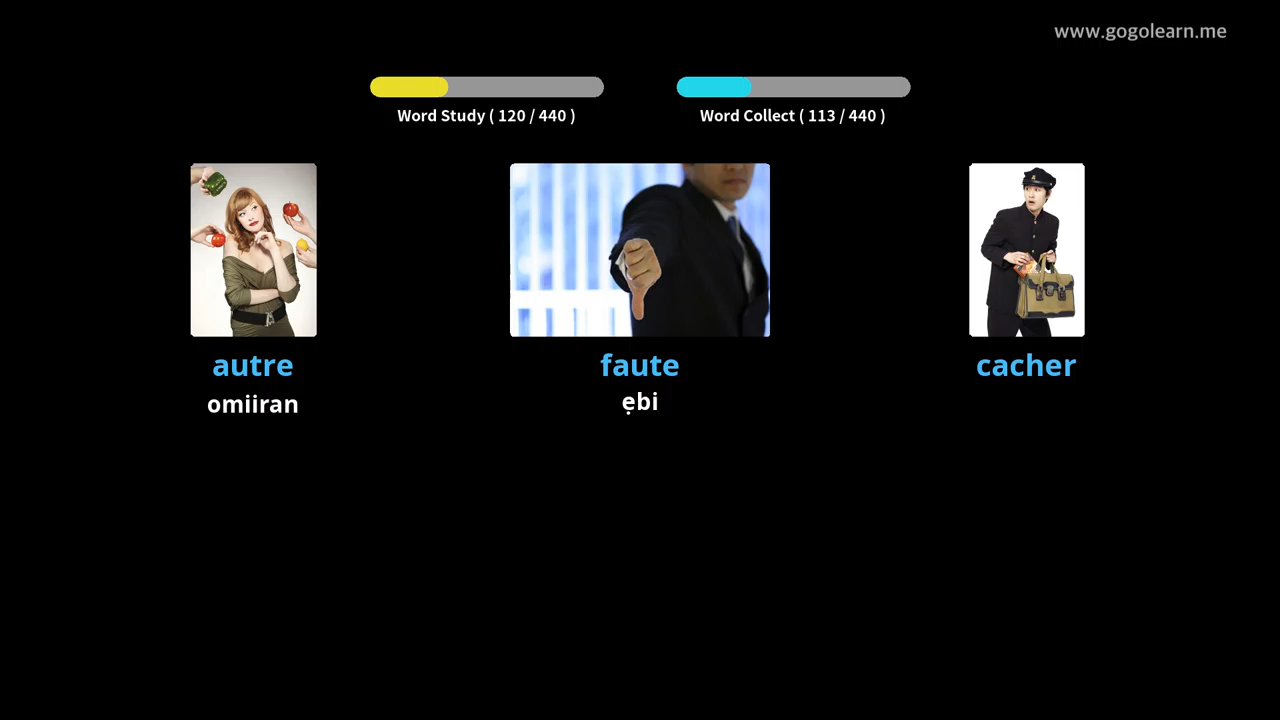 www.gogolearn.me
Word Study ( 120 / 440 )
Word Collect ( 113 / 440 )
autre
omiiran
faute
ẹbi
cacher